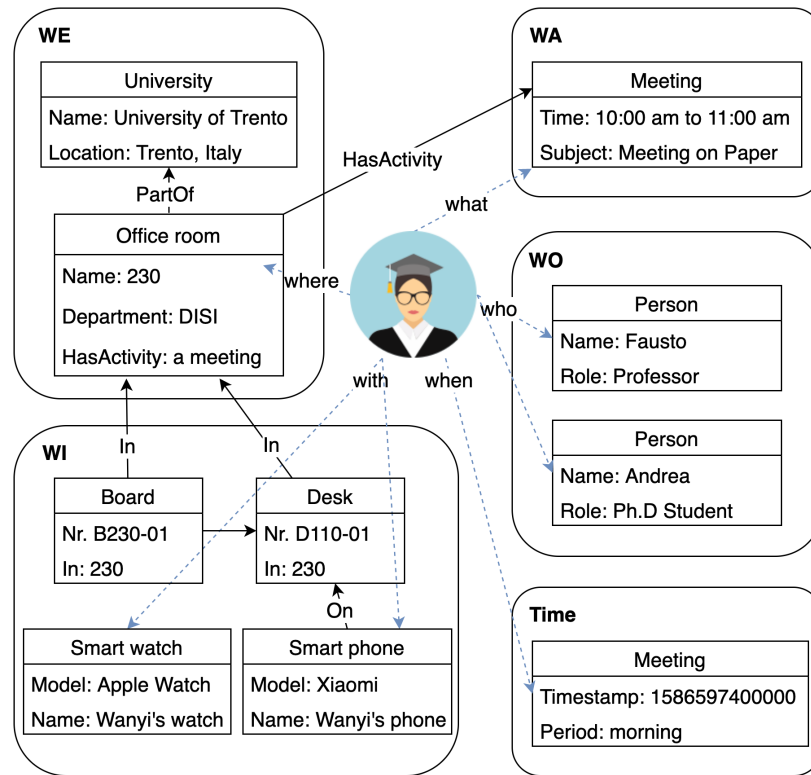 WE
University
Name: University of Trento
Location: Trento, Italy
PartOf
Office room
Name: 230
Department: DISI
HasActivity: a meeting
HasActivity
WA
Meeting
Time: 10:00 am to 11:00 am
Subject: Meeting on Paper
what
where
who
with
when
WO
Person
Name: Fausto
Role: Professor
Person
Name: Andrea
Role: Ph.D Student
In
In
WI
Board
Nr. B230-01
In: 230
Desk
Nr. D110-01
In: 230
On
Smart watch
Model: Apple Watch
Name: Wanyi's watch
Smart phone
Model: Xiaomi
Name: Wanyi's phone
Time
Meeting
Timestamp: 1586597400000
Period: morning